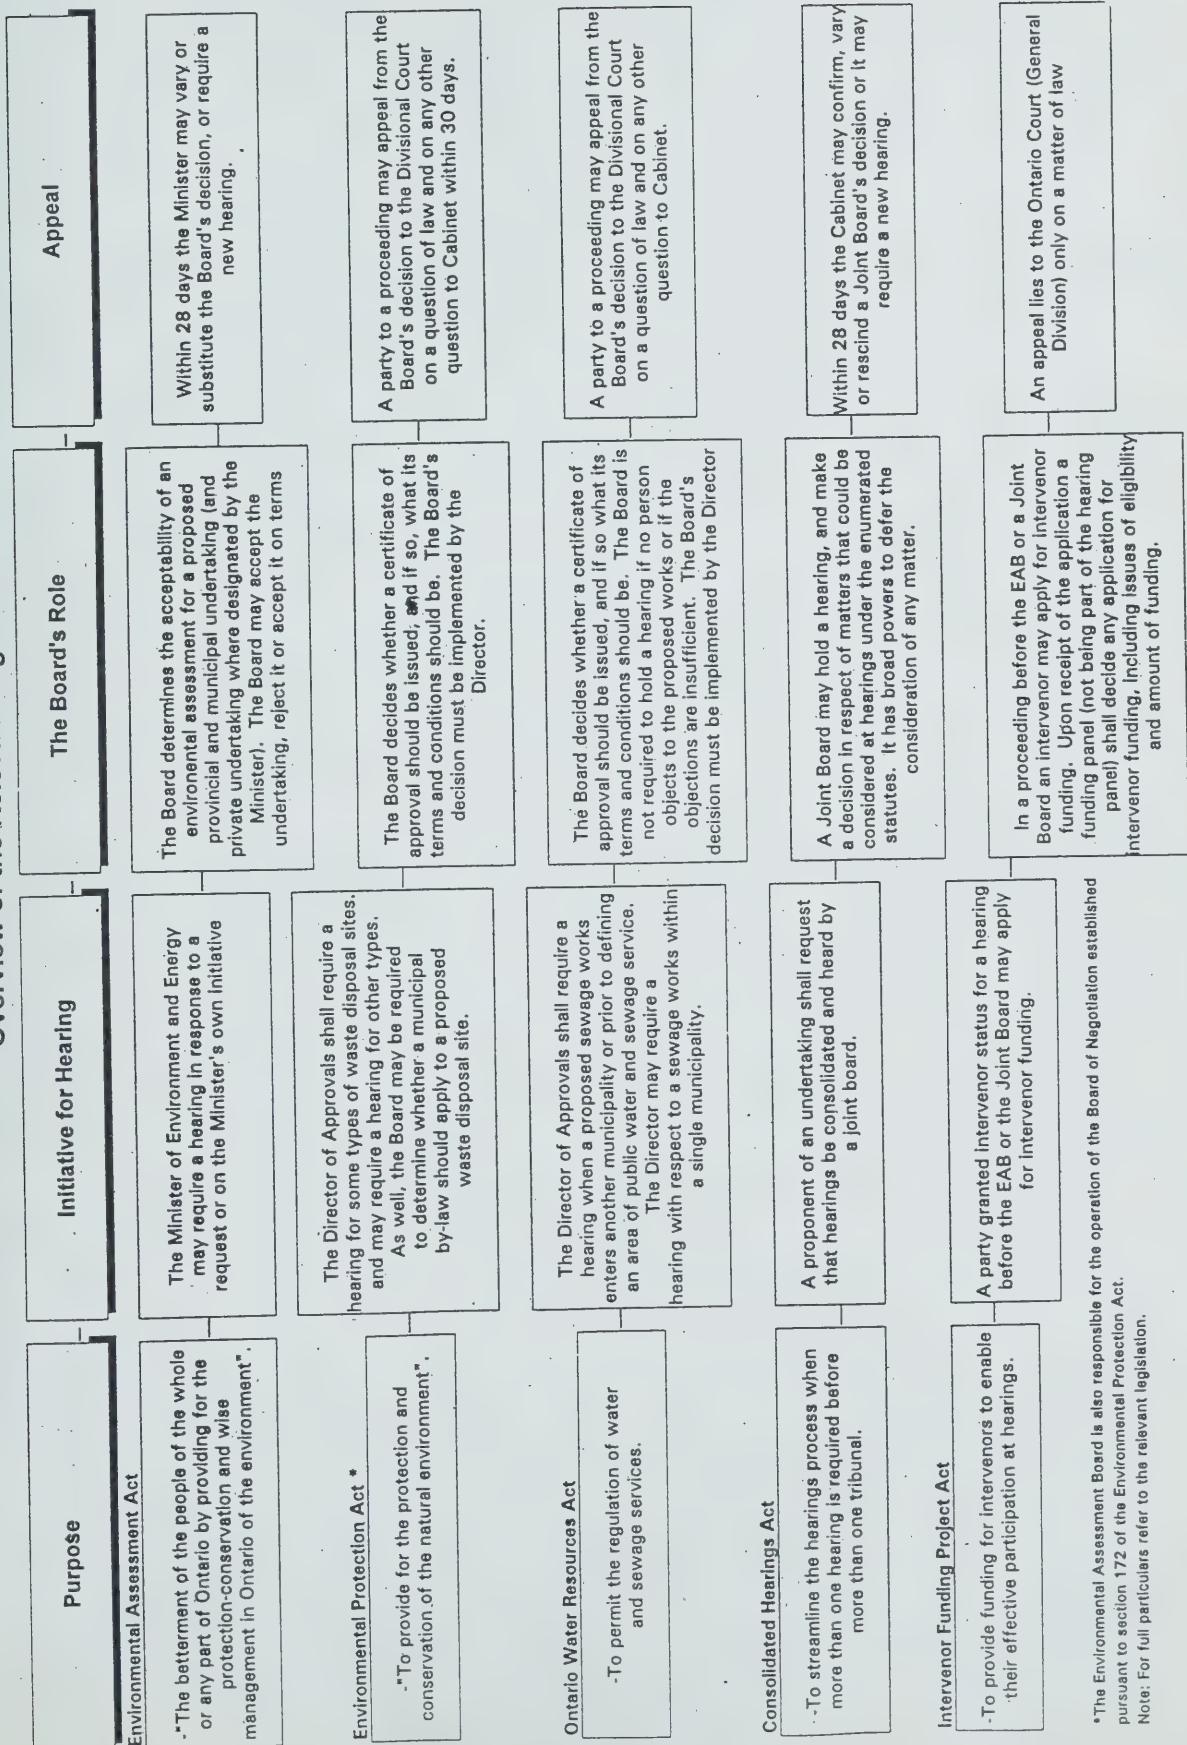 Overview of the
Purpose
Initiative for Hearing
The Board's Role
Appeal
Environmental Assessment Act
-"The betterment of the people of the whole
or any part of Ontario by providing for the
protection-conservation and wise
management in Ontario of the environment".
The Minister of Environment and Energy
may require a hearing in response to a
request or on the Minister's own initiative
The Board determines the acceptability of an
environmental assessment for a proposed
provincial and municipal undertaking (and
private undertaking where designated by the
Minister). The Board may accept the
undertaking, reject it or accept it on terms
Within 28 days the Minister may vary or
substitute the Board's decision, or require a
new hearing.
Environmental Protection Act *
-"To provide for the protection and
conservation of the natural environment".
The Director of Approvals shall require a
hearing for some types of waste disposal sites.
and may require a hearing for other types.
As well, the Board may be required
to determine whether a municipal
by-law should apply to a proposed
waste disposal site.
The Board decides whether a certificate of
approval should be issued; and if so, what its
terms and conditions should be. The Board's
decision must be implemented by the
Director.
A party to a proceeding may appeal from the
Board's decision to the Divisional Court
on a question of law and on any other
question to Cabinet within 30 days.
Ontario Water Resources Act
-To permit the regulation of water
and sewage services.
The Director of Approvals shall require a
hearing when a proposed sewage works
enters another municipality or prior to defining
an area of public water and sewage service.
The Director may require a
hearing with respect to a sewage works within
a single municipality.
The Board decides whether a certificate of
approval should be issued, and if so what its
terms and conditions should be. The Board is
not required to hold a hearing if no person
objects to the proposed works or if the
objections are insufficient. The Board's
decision must be implemented by the Director
A party to a proceeding may appeal from the
Board's decision to the Divisional Court
on a question of law and on any other
question to Cabinet.
Consolidated Hearings Act
-To streamline the hearings process when
more than one hearing is required before
more than one tribunal.
A proponent of an undertaking shall request
that hearings be consolidated and heard by
a joint board.
A Joint Board may hold a hearing, and make
a decision in respect of matters that could be
considered at hearings under the enumerated
statutes. It has broad powers to defer the
consideration of any matter.
Within 28 days the Cabinet may confirm, vary
or rescind a Joint Board's decision or it may
require a new hearing.
Intervenor Funding Project Act
-To provide funding for intervenors to enable
their effective participation at hearings.
A party granted intervenor status for a hearing
before the EAB or the Joint Board may apply
for intervenor funding.
In a proceeding before the EAB or a Joint
Board an intervenor may apply for intervenor
funding. Upon receipt of the application a
funding panel (not being part of the hearing
panel) shall decide any application for
intervenor funding, including issues of eligibility
and amount of funding.
An appeal lies to the Ontario Court (General
Division) only on a matter of law
*The Environmental Assessment Board is also responsible for the operation of the Board of Negotiation established
pursuant to section 172 of the Environmental Protection Act.
Note: For full particulars refer to the relevant legislation.